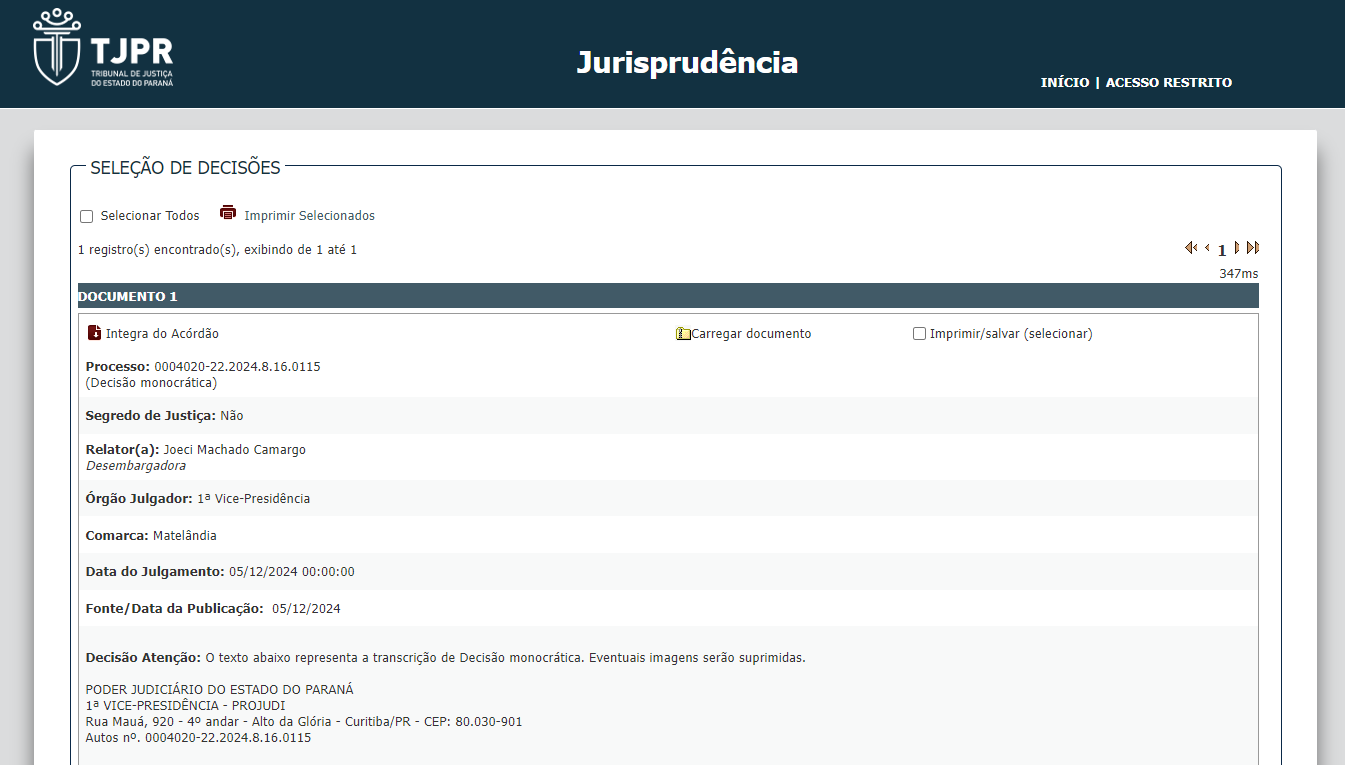 TJPR
TRIBUNAL DE JUSTIÇA
DO ESTADO DO PARANÁ
Jurisprudência
INÍCIO | ACESSO RESTRITO
SELEÇÃO DE DECISÕES
Selecionar Todos Imprimir Selecionados
1 registro(s) encontrado(s), exibindo de 1 até 1
1
347ms
DOCUMENTO 1
Integra do Acórdão Carregar documento Imprimir/salvar (selecionar)
Processo: 0004020-22.2024.8.16.0115
(Decisão monocrática)
Segredo de Justiça: Não
Relator(a): Joeci Machado Camargo
Desembargadora
Órgão Julgador: 1ª Vice-Presidência
Comarca: Matelândia
Data do Julgamento: 05/12/2024 00:00:00
Fonte/Data da Publicação: 05/12/2024
Decisão Atenção: O texto abaixo representa a transcrição de Decisão monocrática. Eventuais imagens serão suprimidas.
PODER JUDICIÁRIO DO ESTADO DO PARANÁ
1ª VICE-PRESIDÊNCIA - PROJUDI
Rua Mauá, 920 - 4º andar - Alto da Glória - Curitiba/PR - CEP: 80.030-901
Autos nº. 0004020-22.2024.8.16.0115